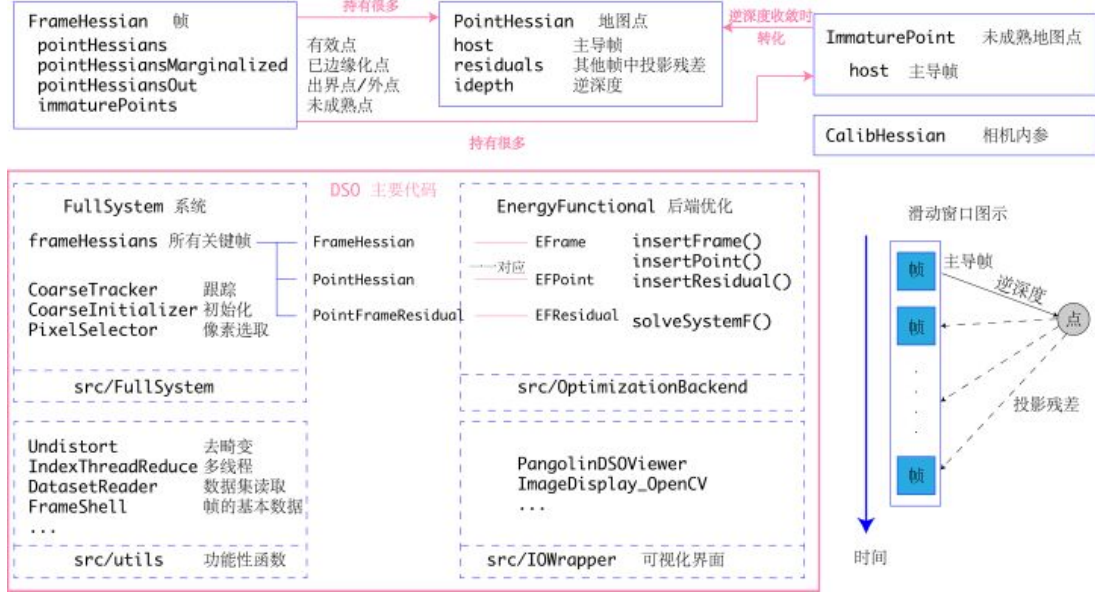 持有很多
FrameHessian 帧
pointHessians 有效点
pointHessiansMarginalized 已边缘化点
pointHessiansOut 出界点/外点
immaturePoints 未成熟点
PointHessian 地图点
host 主导帧
residuals 其他帧中投影残差
idepth 逆深度
逆深度收敛时
转化
ImmaturePoint 未成熟地图点
host 主导帧
持有很多
CalibHessian 相机内参
DSO 主要代码
FullSystem 系统
frameHessians 所有关键帧
CoarseTracker 跟踪
CoarseInitializer 初始化
PixelSelector 像素选取
src/FullSystem
FrameHessian
PointHessian
PointFrameResidual
一一对应
EnergyFunctional 后端优化
EFrame
EFPoint
EFResidual
insertFrame()
insertPoint()
insertResidual()
solveSystemF()
src/OptimizationBackend
Undistort 去畸变
IndexThreadReduce 多线程
DatasetReader 数据集读取
FrameShell 帧的基本数据
...
src/utils 功能性函数
PangolinDSOViewer
ImageDisplay_OpenCV
...
src/IOWrapper 可视化界面
滑动窗口图示
帧
主导帧
逆深度
帧
点
投影残差
帧
时间